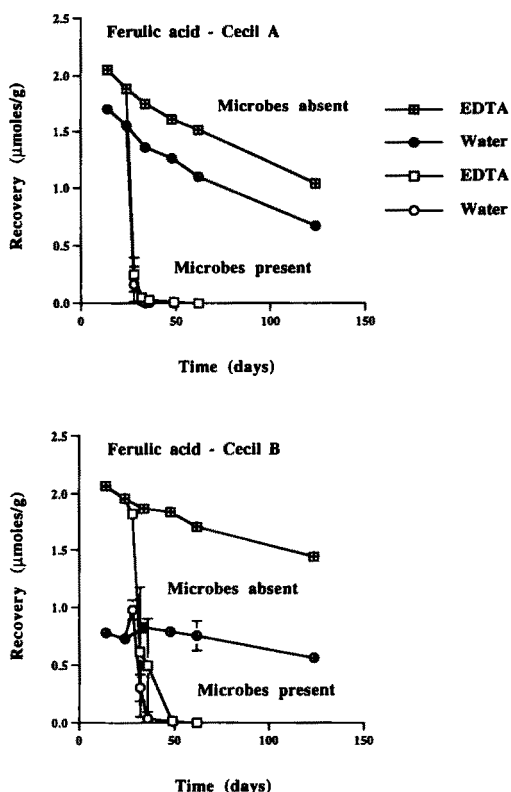 Ferulic acid - Cecil A
2.5
2.0
1.5
1.0
0.5
0.0
Recovery (µmoles/g)
Microbes absent
Microbes present
0
50
100
150
Time (days)
EDTA
Water
EDTA
Water
Ferulic acid - Cecil B
2.5
2.0
1.5
1.0
0.5
0.0
Recovery (µmoles/g)
Microbes absent
Microbes present
0
50
100
150
Time (days)